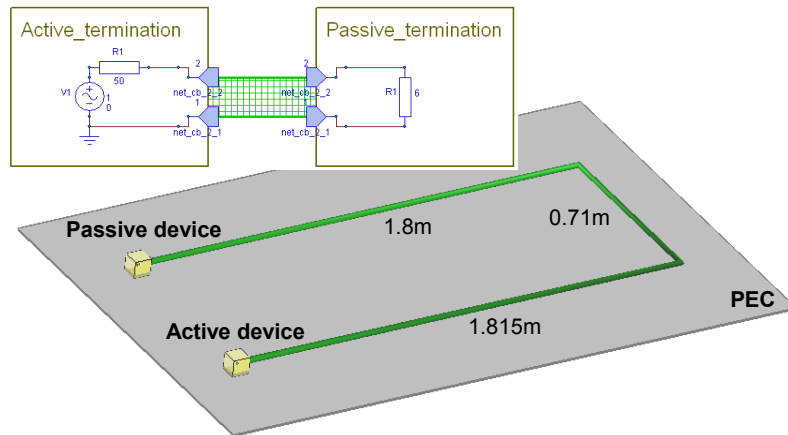 Active_termination
Passive_termination
R1
50
V1
1
0
2
net_cb_2_2
1
net_cb_2_1
2
net_cb_2_2
1
net_cb_2_1
R1
6
Passive device
1.8m
0.71m
Active device
1.815m
PEC